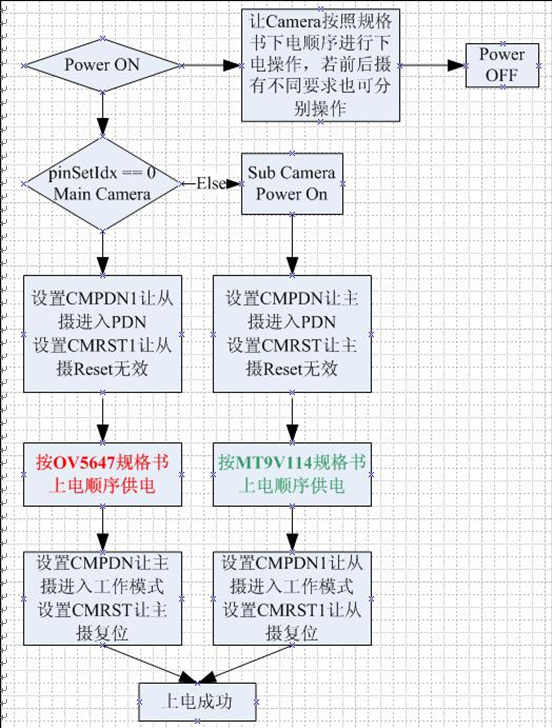 Power ON
让Camera按照规格
书下电顺序进行下
电操作，若前后摄
有不同要求也可分
别操作
Power
OFF
pinSetIdx == 0
Main Camera
Else
Sub Camera
Power On
设置CMPDN1让从
摄进入PDN
设置CMRST1让从
摄Reset无效
设置CMPDN让主
摄进入PDN
设置CMRST让主
摄Reset无效
按OV5647规格书
上电顺序供电
按MT9V114规格书
上电顺序供电
设置CMPDN让主
摄进入工作模式
设置CMRST让主
摄复位
设置CMPDN1让从
摄进入工作模式
设置CMRST1让从
摄复位
上电成功